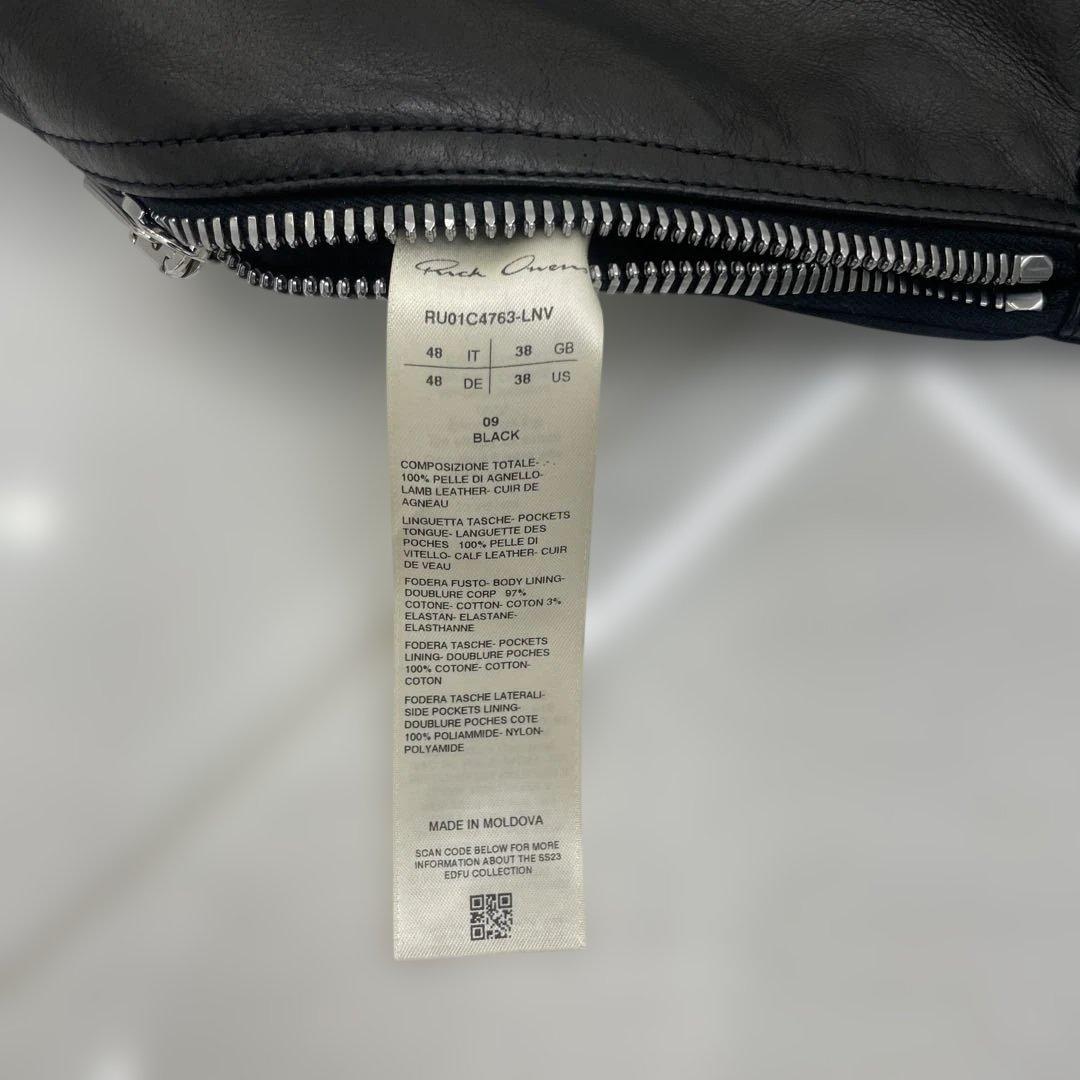 Rick Owens
RU01C4763-LNV
48 IT 38 GB
48 DE 38 US
09
BLACK
COMPOSIZIONE TOTALE-
100% PELLE DI AGNELLO-
LAMB LEATHER- CUIR DE
AGNEAU
LINGUETTA TASCHE- POCKETS
TONGUE- LANGUETTE DES
POCHES 100% PELLE DI
VITELLO- CALF LEATHER- CUIR
DE VEAU
FODERA FUSTO- BODY LINING-
DOUBLURE CORP 97%
COTONE- COTTON- COTON 3%
ELASTAN- ELASTANE-
ELASTHANNE
FODERA TASCHE- POCKETS
LINING- DOUBLURE POCHES
100% COTONE- COTTON-
COTON
FODERA TASCHE LATERALI-
SIDE POCKETS LINING-
DOUBLURE POCHES COTE
100% POLIAMMIDE- NYLON-
POLYAMIDE
MADE IN MOLDOVA
SCAN CODE BELOW FOR MORE
INFORMATION ABOUT THE SS23
EDFU COLLECTION